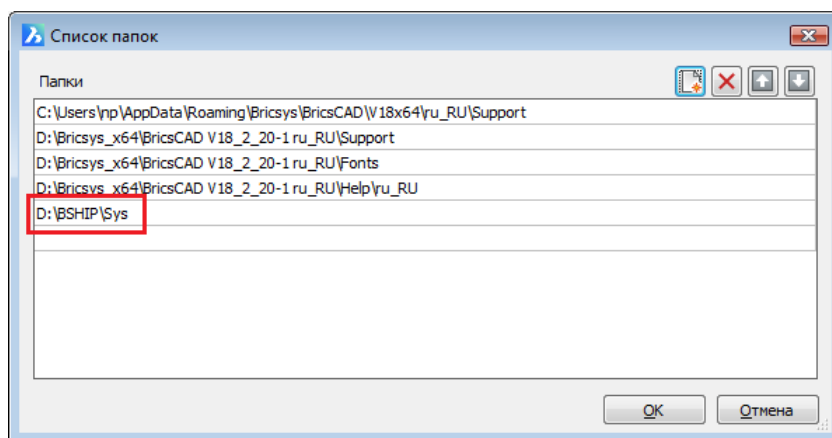 Список папок
Папки
C:\Users\np\AppData\Roaming\Bricsys\BricsCAD\V18x64\ru_RU\Support
D:\Bricsys_x64\BricsCAD V18_2_20-1 ru_RU\Support
D:\Bricsys_x64\BricsCAD V18_2_20-1 ru_RU\Fonts
D:\Bricsys_x64\BricsCAD V18_2_20-1 ru_RU\Help\ru_RU
D:\BSHIP\Sys
OK Отмена